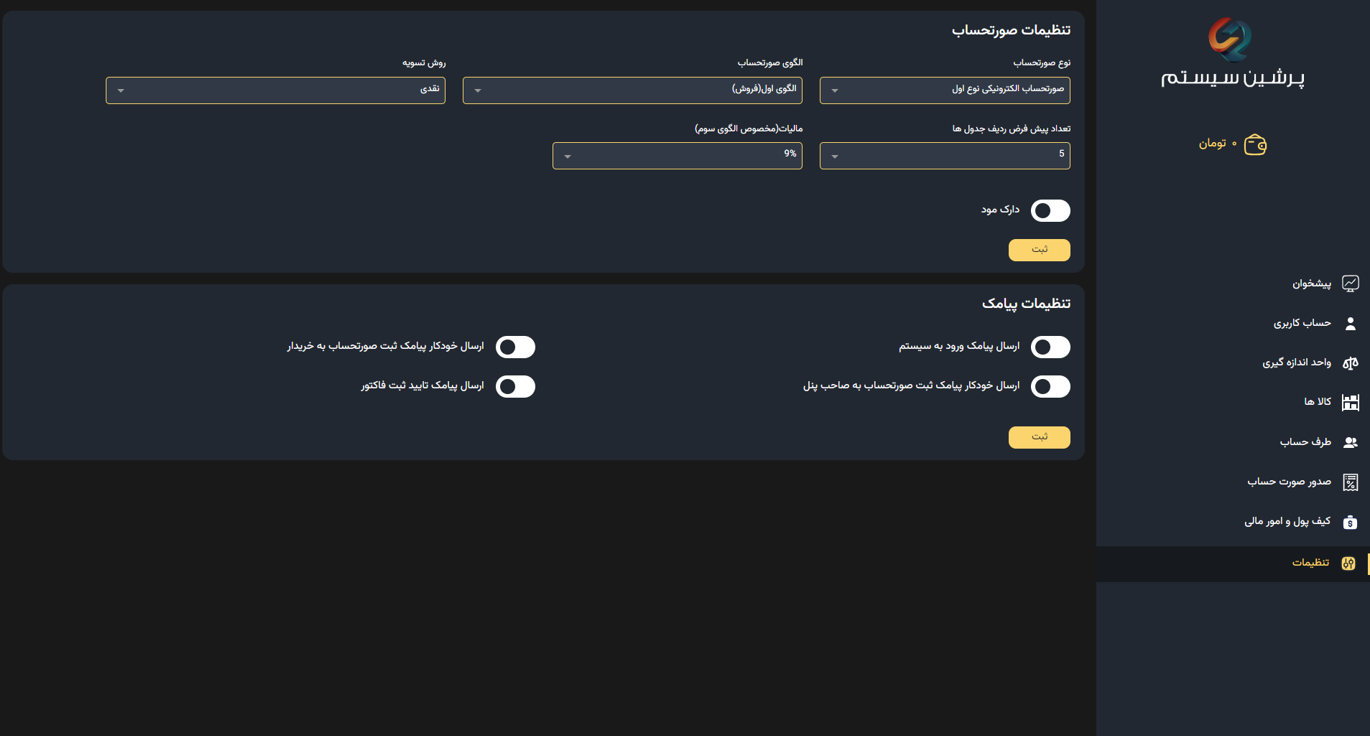 پرشین سیستم
۰ تومان
پیشخوان
حساب کاربری
واحد اندازه گیری
کالا ها
طرف حساب
صدور صورت حساب
کیف پول و امور مالی
تنظیمات
تنظیمات صورتحساب
نوع صورتحساب
صورتحساب الکترونیکی نوع اول
الگوی صورتحساب
الگوی اول(فروش)
روش تسویه
نقدی
تعداد پیش فرض ردیف جدول ها
5
مالیات(مخصوص الگوی سوم)
9%
دارک مود
ثبت
تنظیمات پیامک
ارسال پیامک ورود به سیستم
ارسال خودکار پیامک ثبت صورتحساب به خریدار
ارسال خودکار پیامک ثبت صورتحساب به صاحب پنل
ارسال پیامک تایید ثبت فاکتور
ثبت